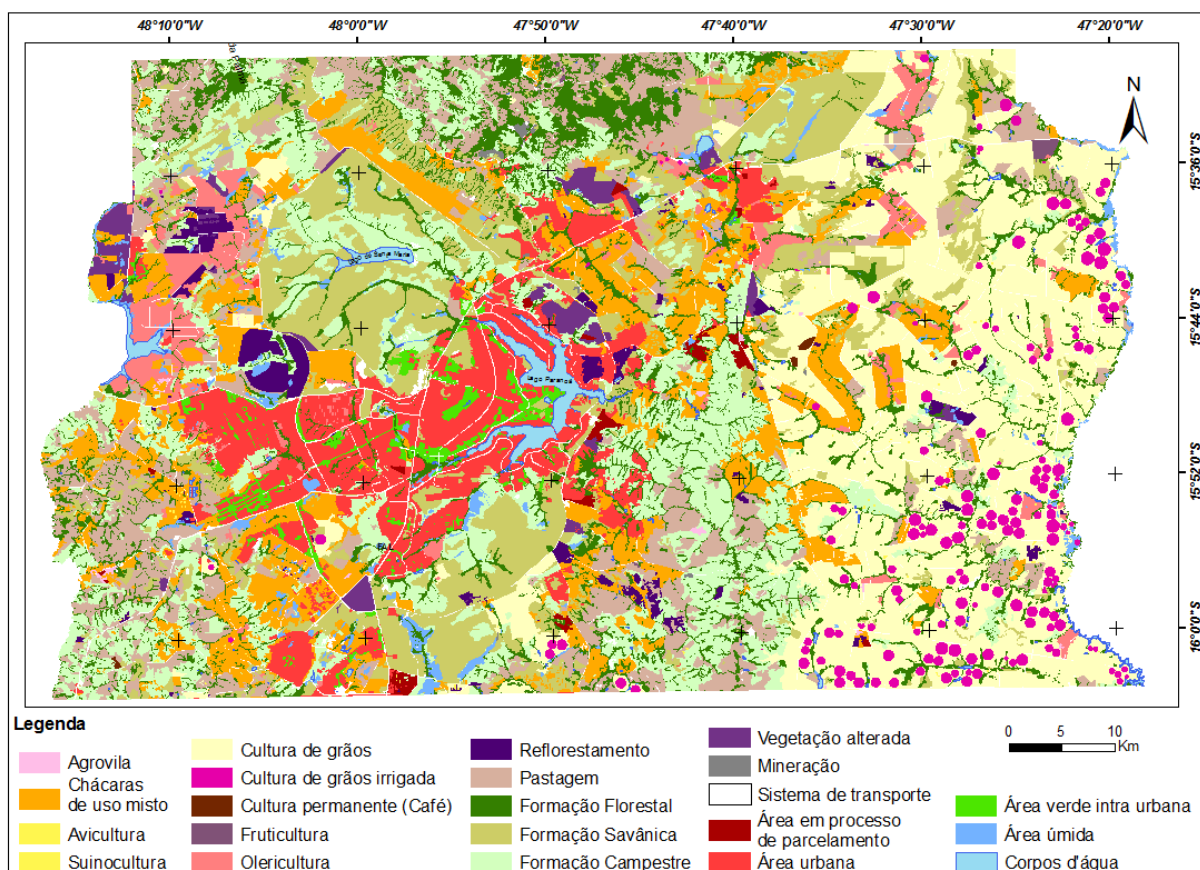 48°10'0"W 48°0'0"W 47°50'0"W 47°40'0"W 47°30'0"W 47°20'0"W
N
15°36'0"S
15°44'0"S
Lago Paranoá
15°52'0"S
16°0'0"S
Legenda
Agrovila
Chácaras
de uso misto
Avicultura
Suinocultura
Cultura de grãos
Cultura de grãos irrigada
Cultura permanente (Café)
Fruticultura
Olericultura
Reflorestamento
Pastagem
Formação Florestal
Formação Savânica
Formação Campestre
Vegetação alterada
Mineração
Sistema de transporte
Área em processo
de parcelamento
Área urbana
0 5 10
Km
Área verde intra urbana
Área úmida
Corpos d'água